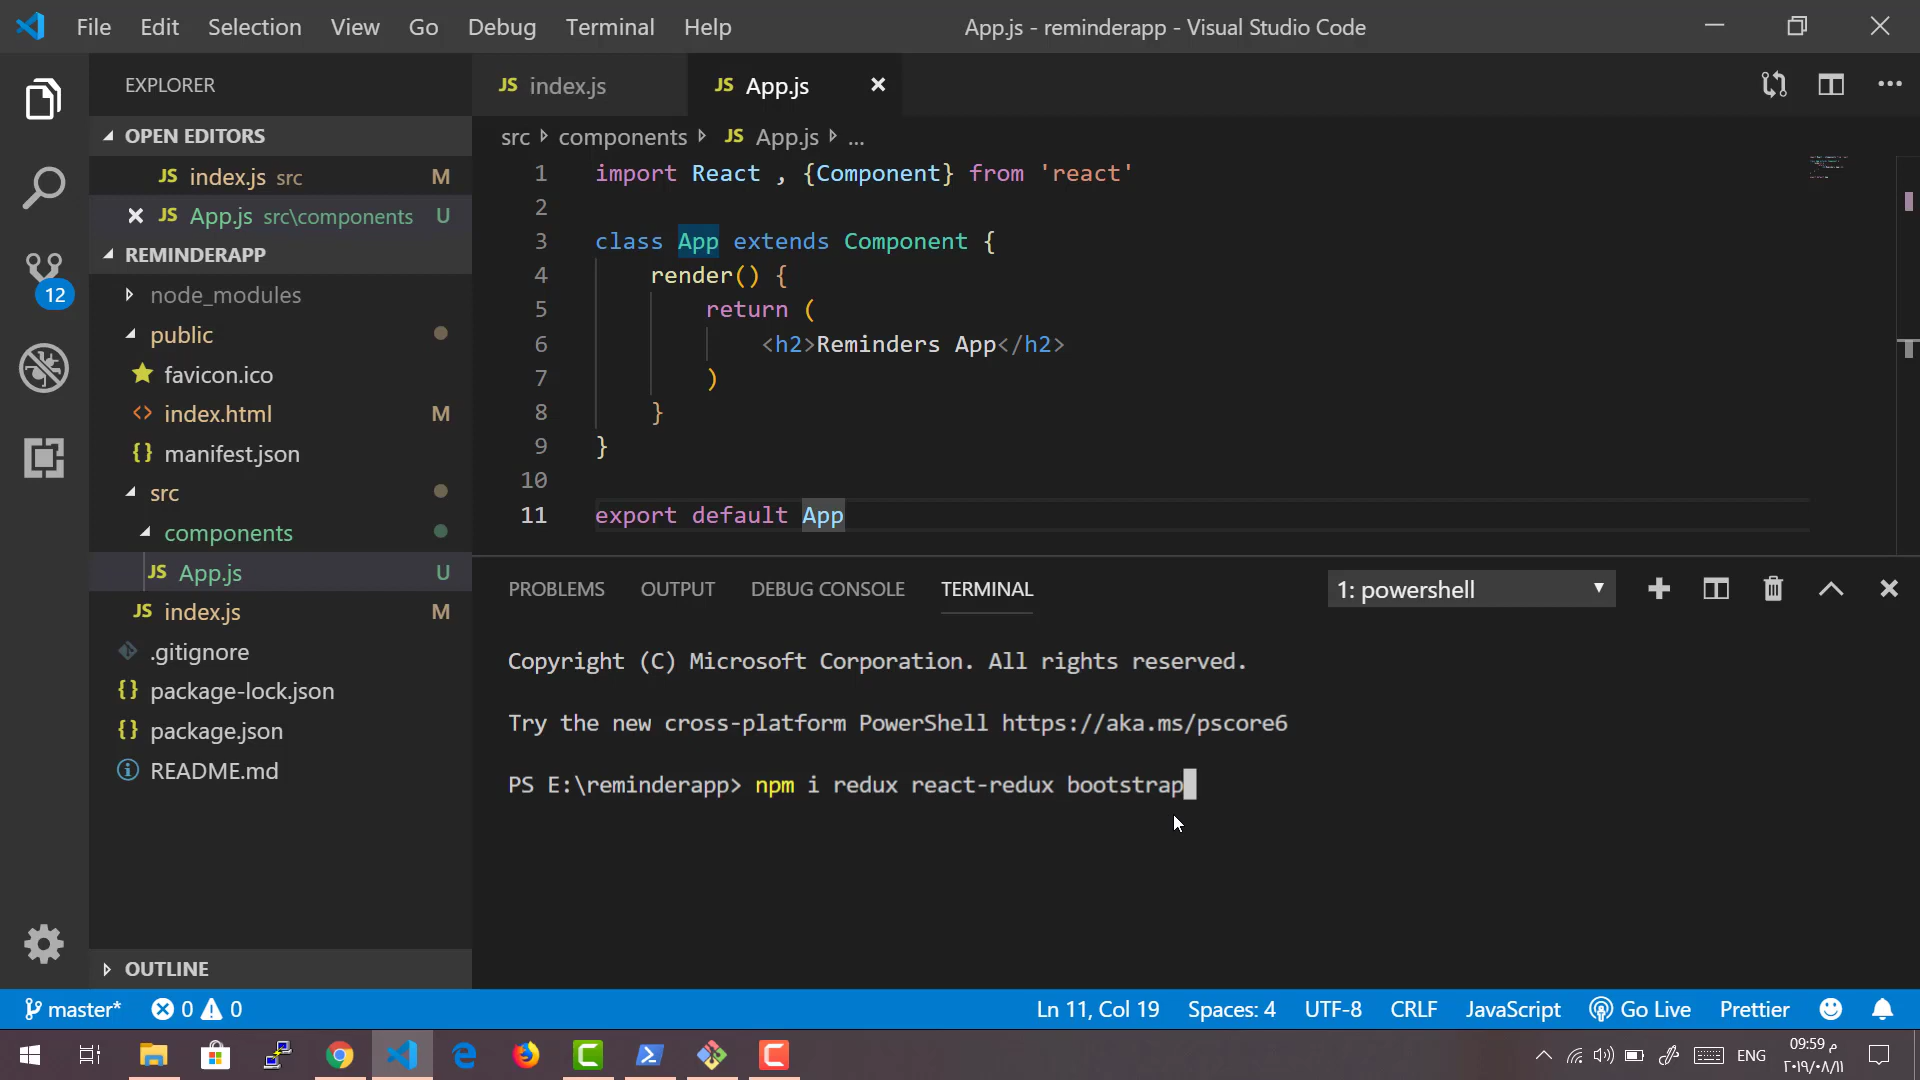 File Edit Selection View Go Debug Terminal Help App.js - reminderapp - Visual Studio Code
EXPLORER
OPEN EDITORS
JS index.js src M
JS App.js src\components U
REMINDERAPP
node_modules
public
favicon.ico
<> index.html M
{} manifest.json
src
components
JS App.js U
JS index.js M
.gitignore
{} package-lock.json
{} package.json
README.md
OUTLINE
12
JS index.js JS App.js
src components JS App.js ...
1 import React , {Component} from 'react'
2
3 class App extends Component {
4 render() {
5 return (
6 <h2>Reminders App</h2>
7 )
8 }
9 }
10
11 export default App
PROBLEMS OUTPUT DEBUG CONSOLE TERMINAL 1: powershell
Copyright (C) Microsoft Corporation. All rights reserved.
Try the new cross-platform PowerShell https://aka.ms/pscore6
PS E:\reminderapp> npm i redux react-redux bootstrap
master* 0 0 Ln 11, Col 19 Spaces: 4 UTF-8 CRLF JavaScript Go Live Prettier
ENG 09:59 م
٢٠١٩/٠٨/١١